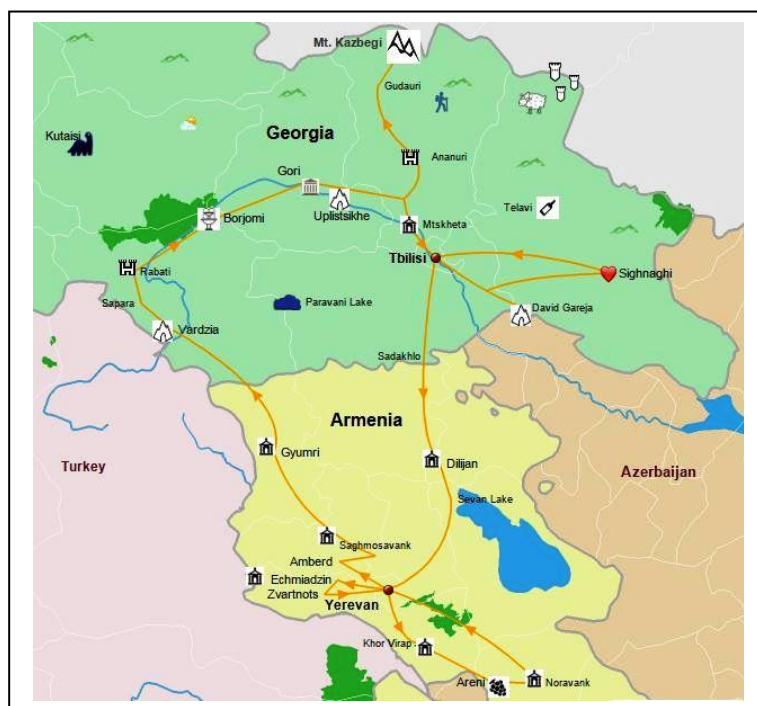 Mt. Kazbegi
Gudauri
Kutaisi
Georgia
Ananuri
Gori
Uplistsikhe
Telavi
Borjomi
Mtskheta
Tbilisi
Rabati
Sighnaghi
Sapara
Paravani Lake
David Gareja
Vardzia
Sadakhlo
Armenia
Gyumri
Dilijan
Turkey
Azerbaijan
Sevan Lake
Saghmosavank
Amberd
Echmiadzin
Zvartnots
Yerevan
Khor Virap
Areni
Noravank